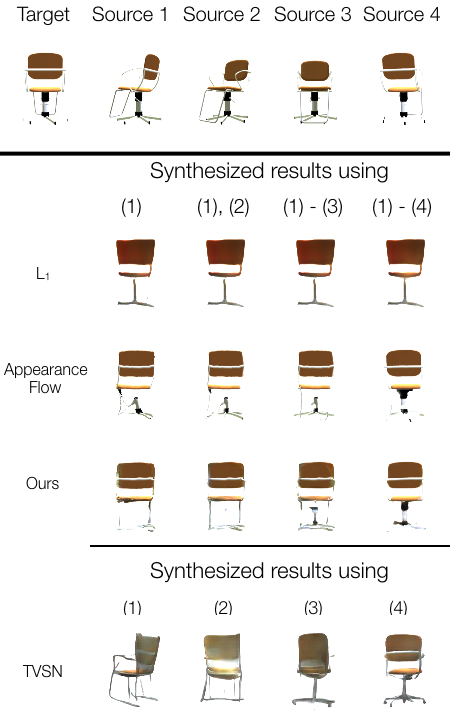 Target Source 1 Source 2 Source 3 Source 4
Synthesized results using
(1) (1), (2) (1) - (3) (1) - (4)
L₁
Appearance
Flow
Ours
Synthesized results using
(1) (2) (3) (4)
TVSN